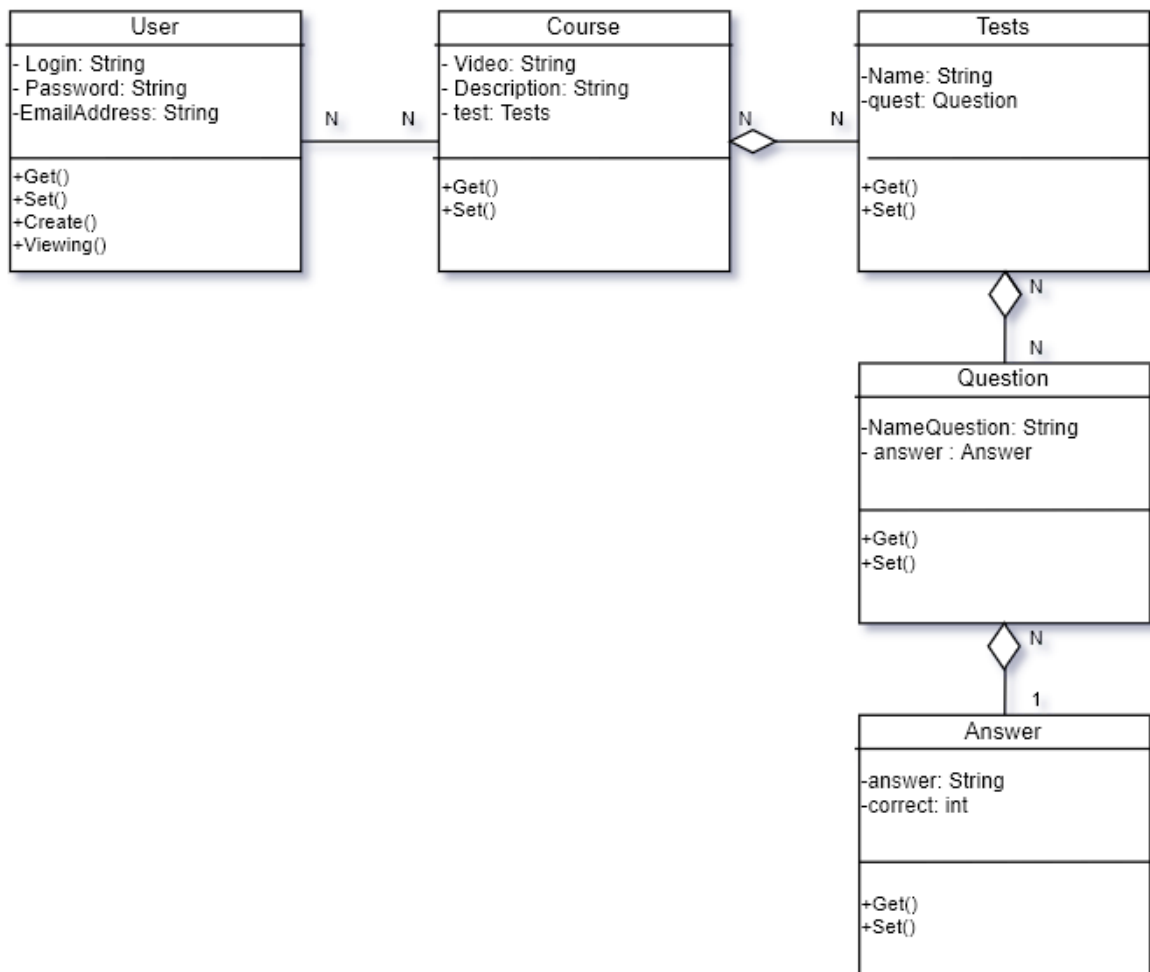 User
- Login: String
- Password: String
-EmailAddress: String
+Get()
+Set()
+Create()
+Viewing()
N
N
Course
- Video: String
- Description: String
- test: Tests
+Get()
+Set()
N
N
Tests
-Name: String
-quest: Question
+Get()
+Set()
N
N
Question
-NameQuestion: String
- answer : Answer
+Get()
+Set()
N
1
Answer
-answer: String
-correct: int
+Get()
+Set()